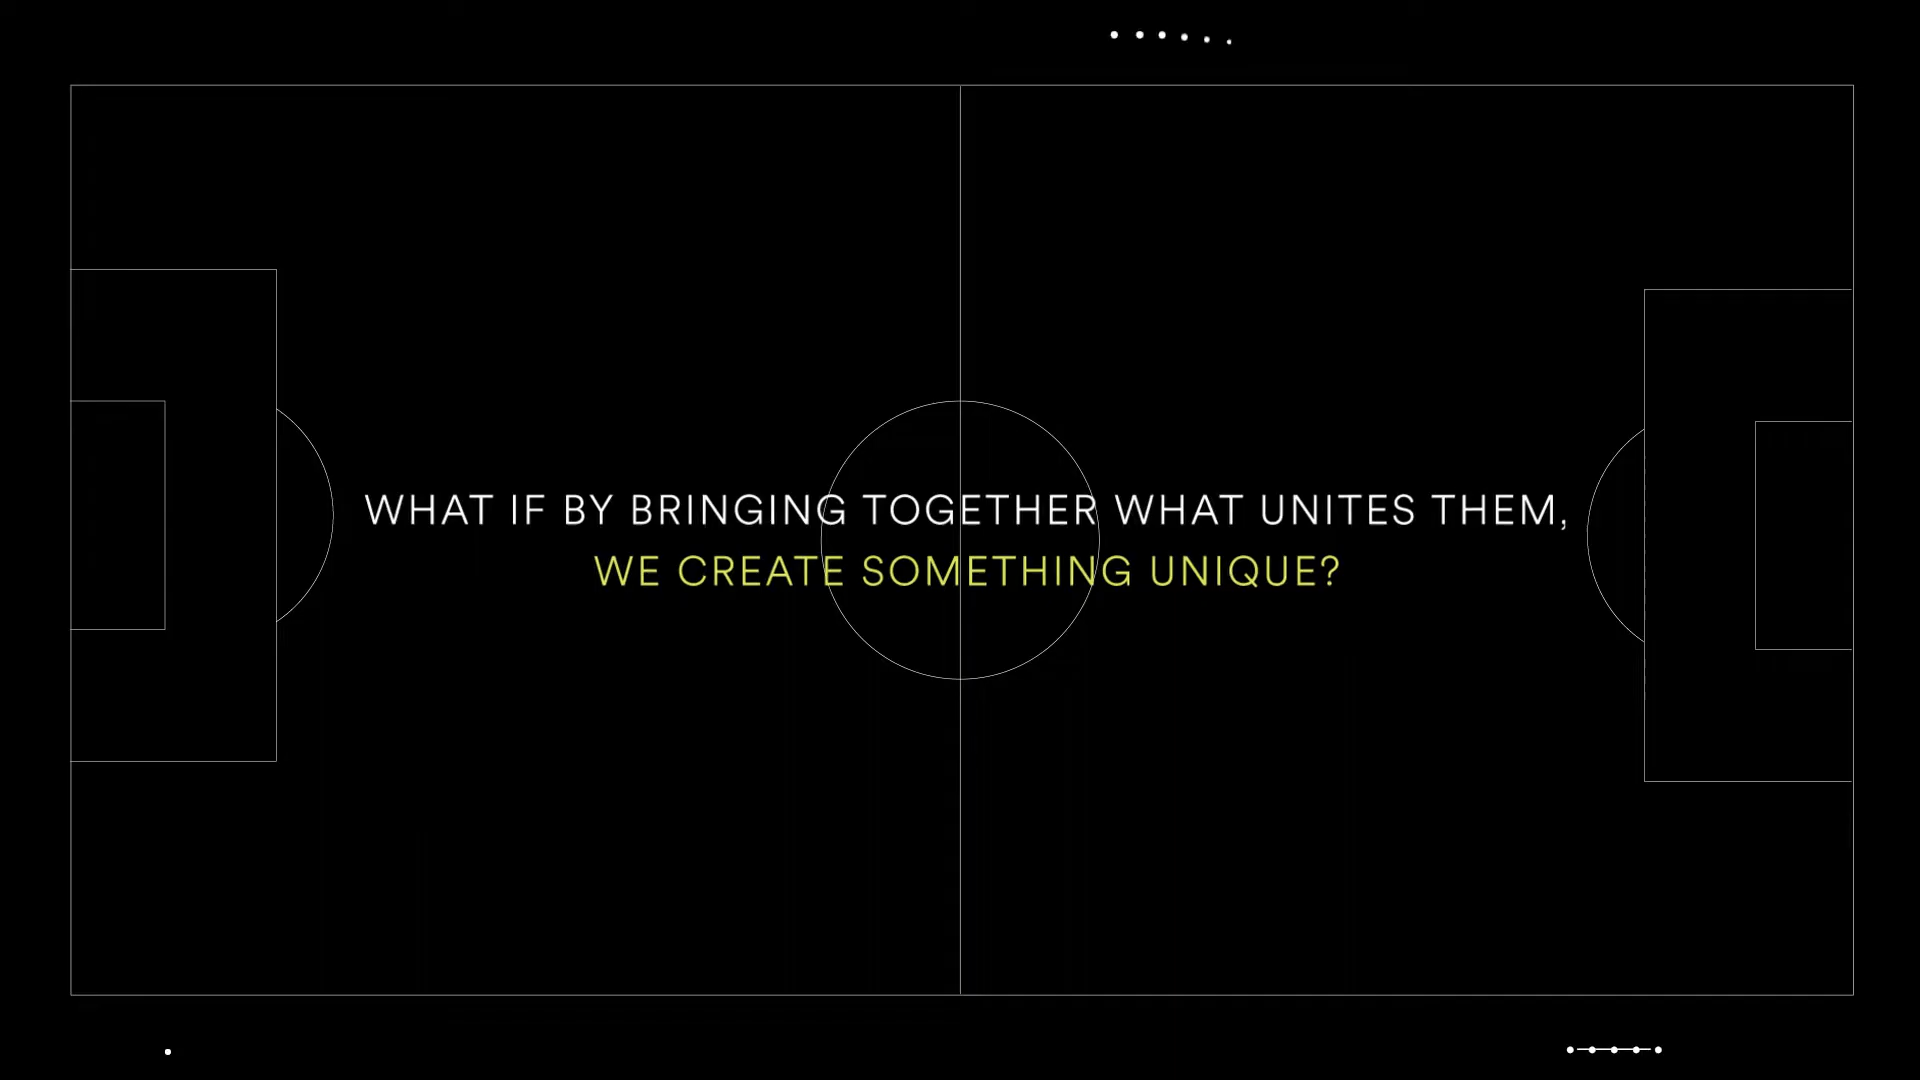 WHAT IF BY BRINGING TOGETHER WHAT UNITES THEM,
WE CREATE SOMETHING UNIQUE?